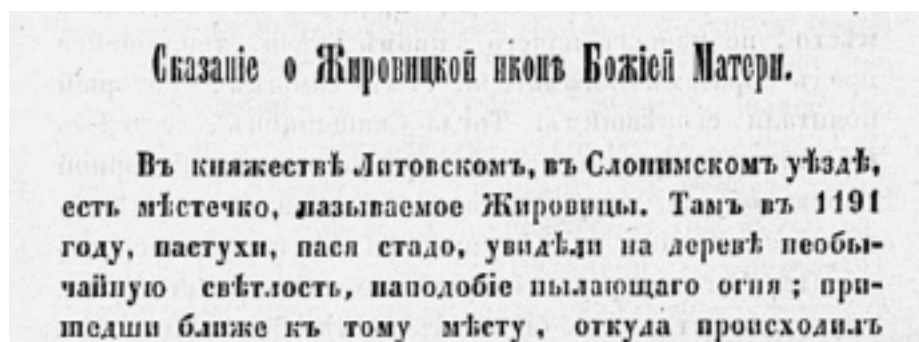 Сказаніе о Жировицкой иконѣ Божіей Матери.
Въ княжествѣ Литовскомъ, въ Слонимскомъ уѣздѣ,
есть мѣстечко, называемое Жировицы. Тамъ въ 1191
году, пастухи, пася стадо, увидѣли на деревѣ необы-
чайную свѣтлость, наподобіе пылающаго огня; при-
шедши ближе къ тому мѣсту, откуда происходилъ